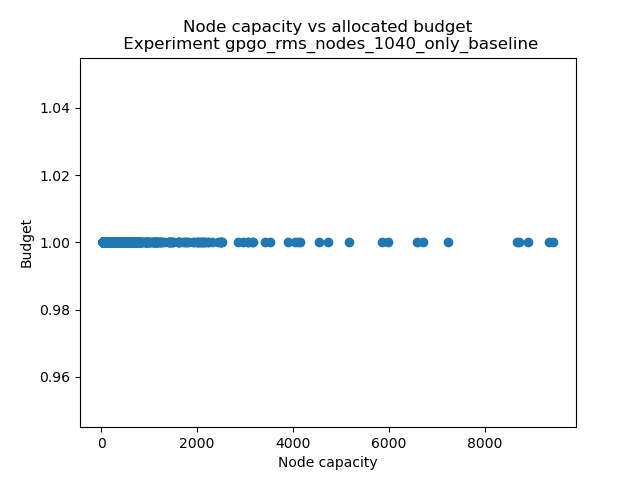 Node capacity vs allocated budget
Experiment gpgo_rms_nodes_1040_only_baseline
Budget
1.04
1.02
1.00
0.98
0.96
0
2000
4000
6000
8000
Node capacity